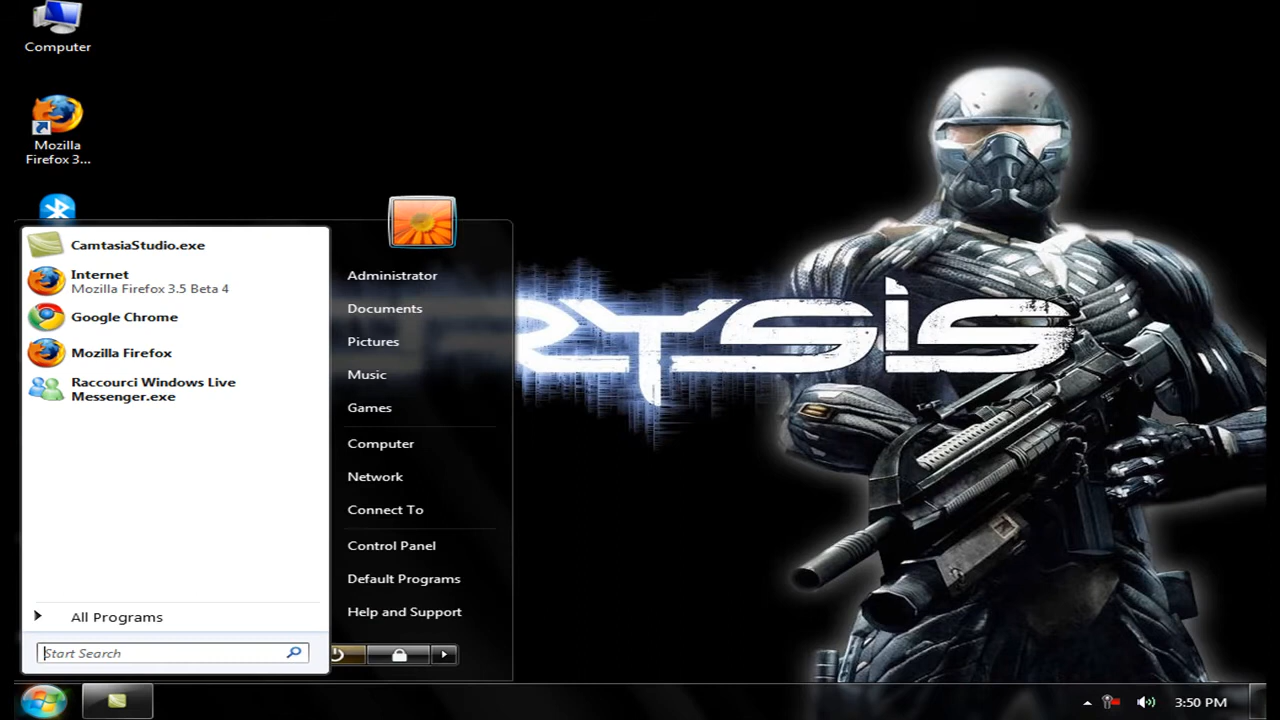 Computer
Mozilla
Firefox 3...
CamtasiaStudio.exe
Internet
Mozilla Firefox 3.5 Beta 4
Google Chrome
Mozilla Firefox
Raccourci Windows Live
Messenger.exe
All Programs
Start Search
Administrator
Documents
Pictures
Music
Games
Computer
Network
Connect To
Control Panel
Default Programs
Help and Support
RYSIS
3:50 PM